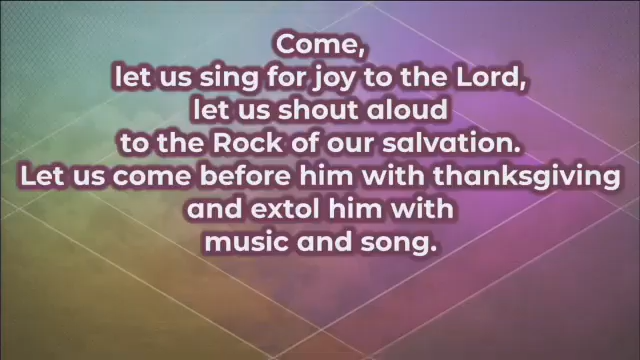 Come,
let us sing for joy to the Lord,
let us shout aloud
to the Rock of our salvation.
Let us come before him with thanksgiving
and extol him with
music and song.